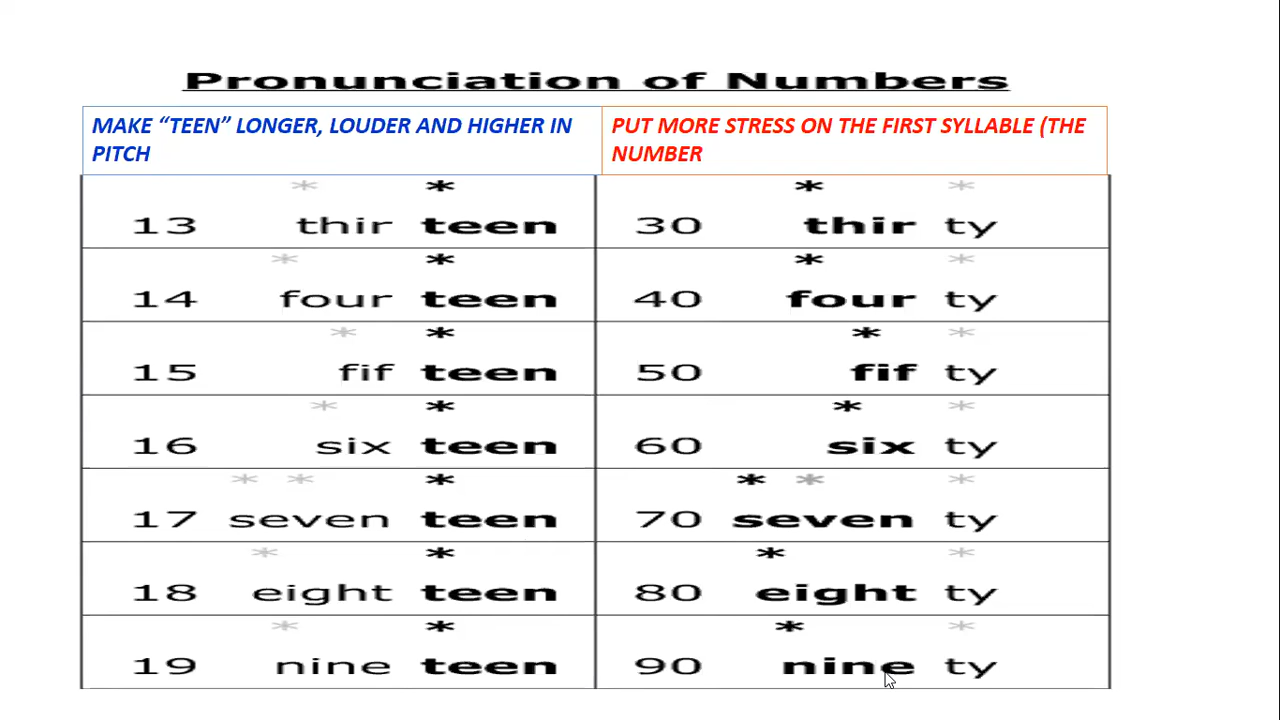 Pronunciation of Numbers
MAKE “TEEN” LONGER, LOUDER AND HIGHER IN
PITCH
PUT MORE STRESS ON THE FIRST SYLLABLE (THE
NUMBER
* * * *
13 thir teen 30 thir ty
* * * *
14 four teen 40 four ty
* * * *
15 fif teen 50 fif ty
* * * *
16 six teen 60 six ty
* * * * * *
17 seven teen 70 seven ty
* * * *
18 eight teen 80 eight ty
* * * *
19 nine teen 90 nine ty